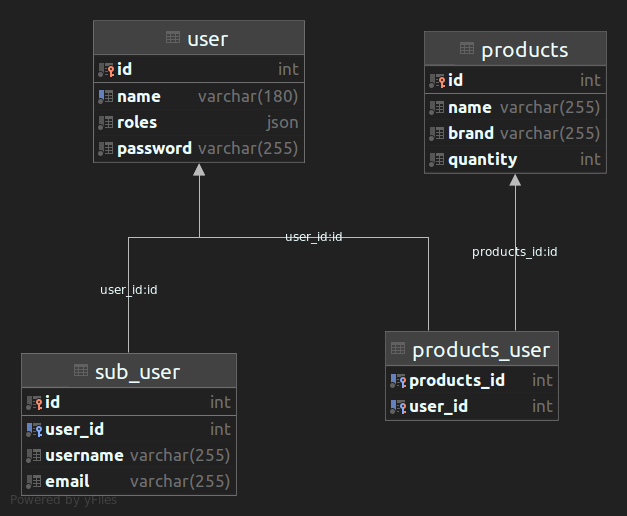 user
id int
name varchar(180)
roles json
password varchar(255)
products
id int
name varchar(255)
brand varchar(255)
quantity int
user_id:id
products_id:id
user_id:id
products_user
products_id int
user_id int
sub_user
id int
user_id int
username varchar(255)
email varchar(255)
Powered by yFiles